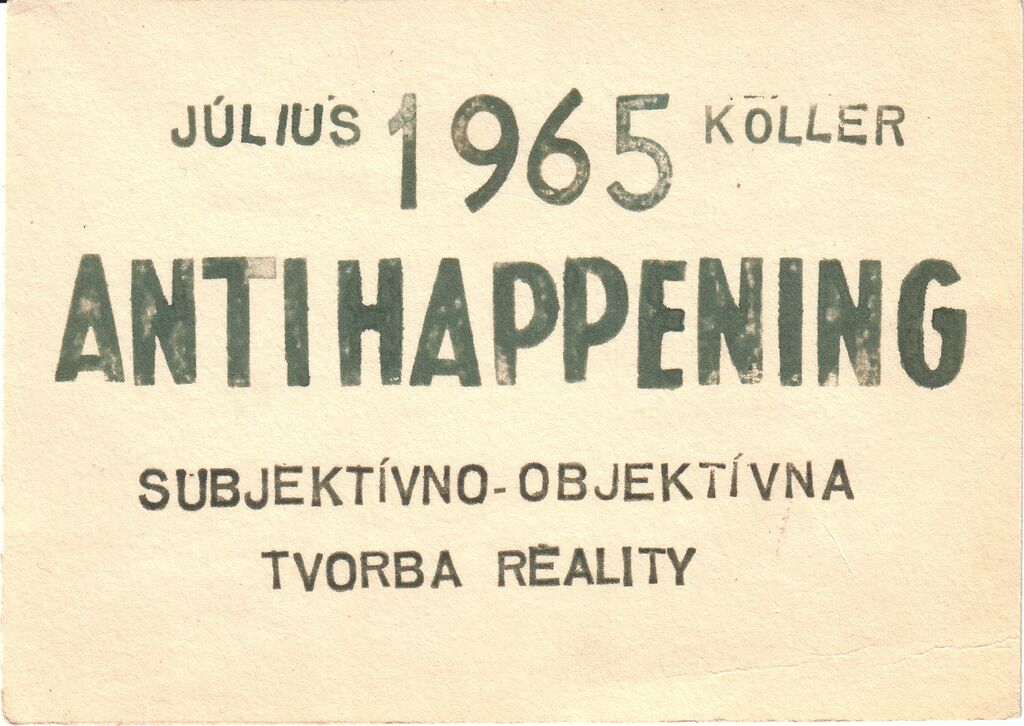 JÚLIUS 1965 KOLLER
ANTIHAPPENING
SUBJEKTÍVNO-OBJEKTÍVNA
TVORBA REALITY